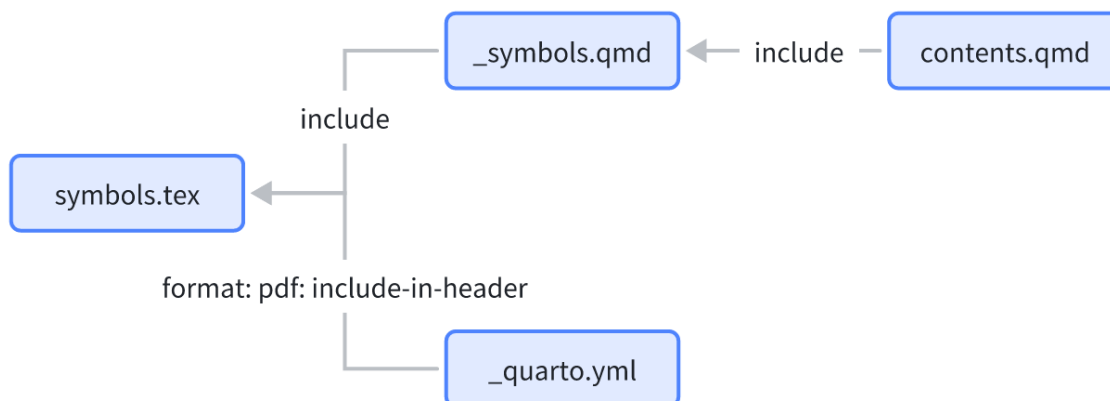 _symbols.qmd
include
contents.qmd
include
symbols.tex
format: pdf: include-in-header
_quarto.yml